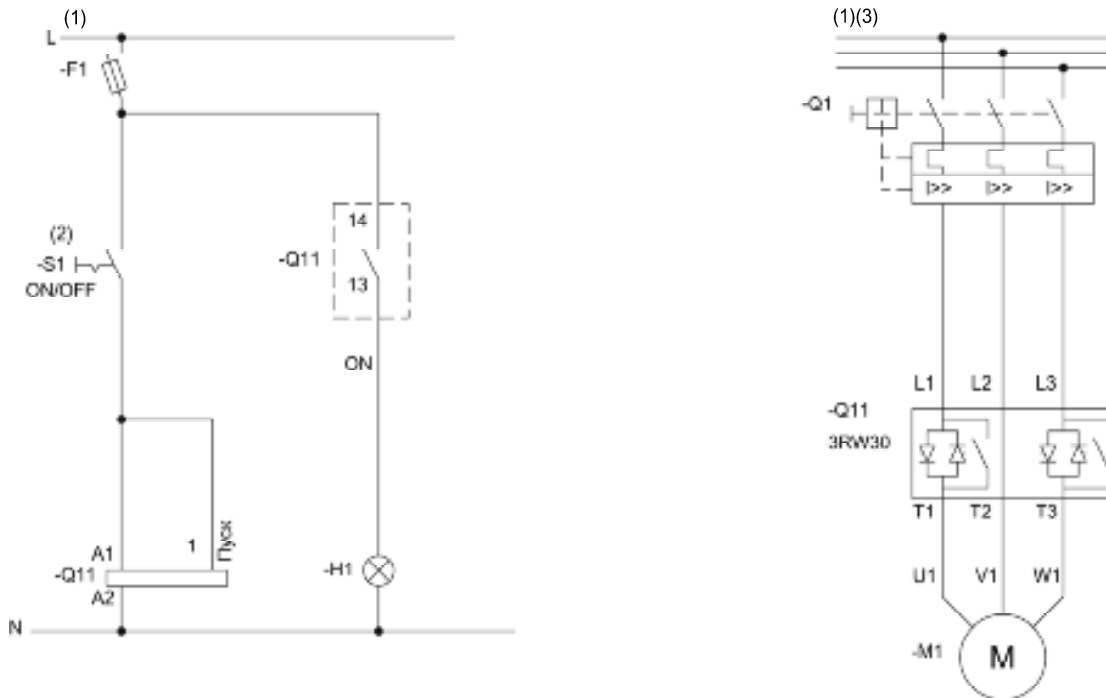 (1)
L
-F1
(2)
-S1
ON/OFF
14
-Q11
13
ON
A1
1
Пуск
-Q11
A2
-H1
N
(1)(3)
-Q1
I>> I>> I>>
L1 L2 L3
-Q11
3RW30
T1 T2 T3
U1 V1 W1
-M1
M